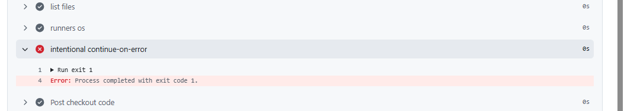 list files 0s
runners os 0s
intentional continue-on-error 0s
1 ▶ Run exit 1
4 Error: Process completed with exit code 1.
Post checkout code 0s